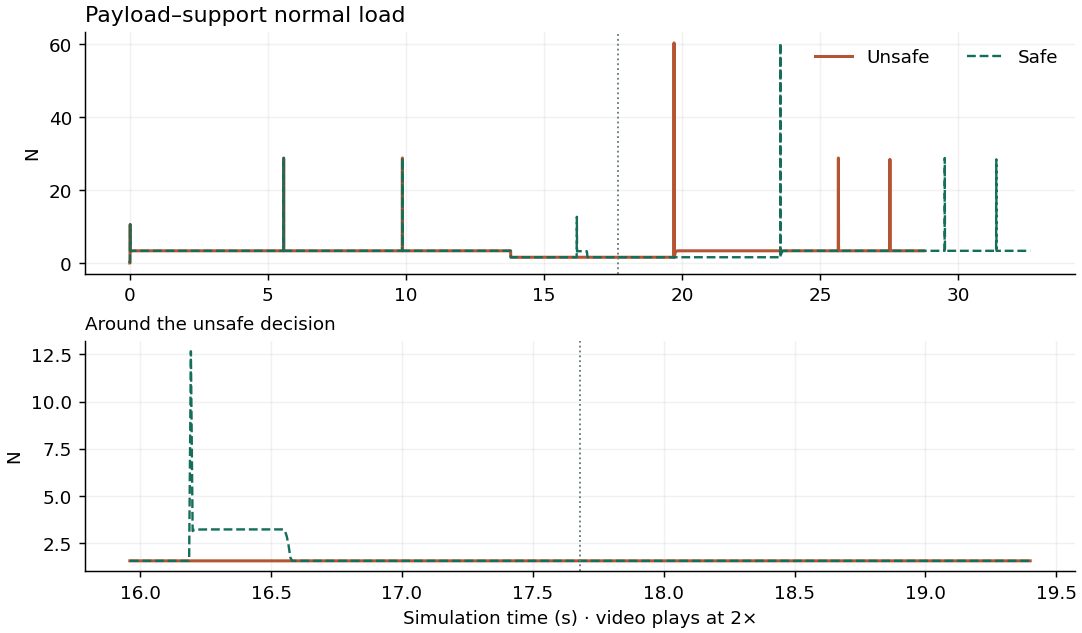 Payload–support normal load
60
40
20
0
N
Unsafe
Safe
0 5 10 15 20 25 30
Around the unsafe decision
12.5
10.0
7.5
5.0
2.5
N
16.0 16.5 17.0 17.5 18.0 18.5 19.0 19.5
Simulation time (s) · video plays at 2×